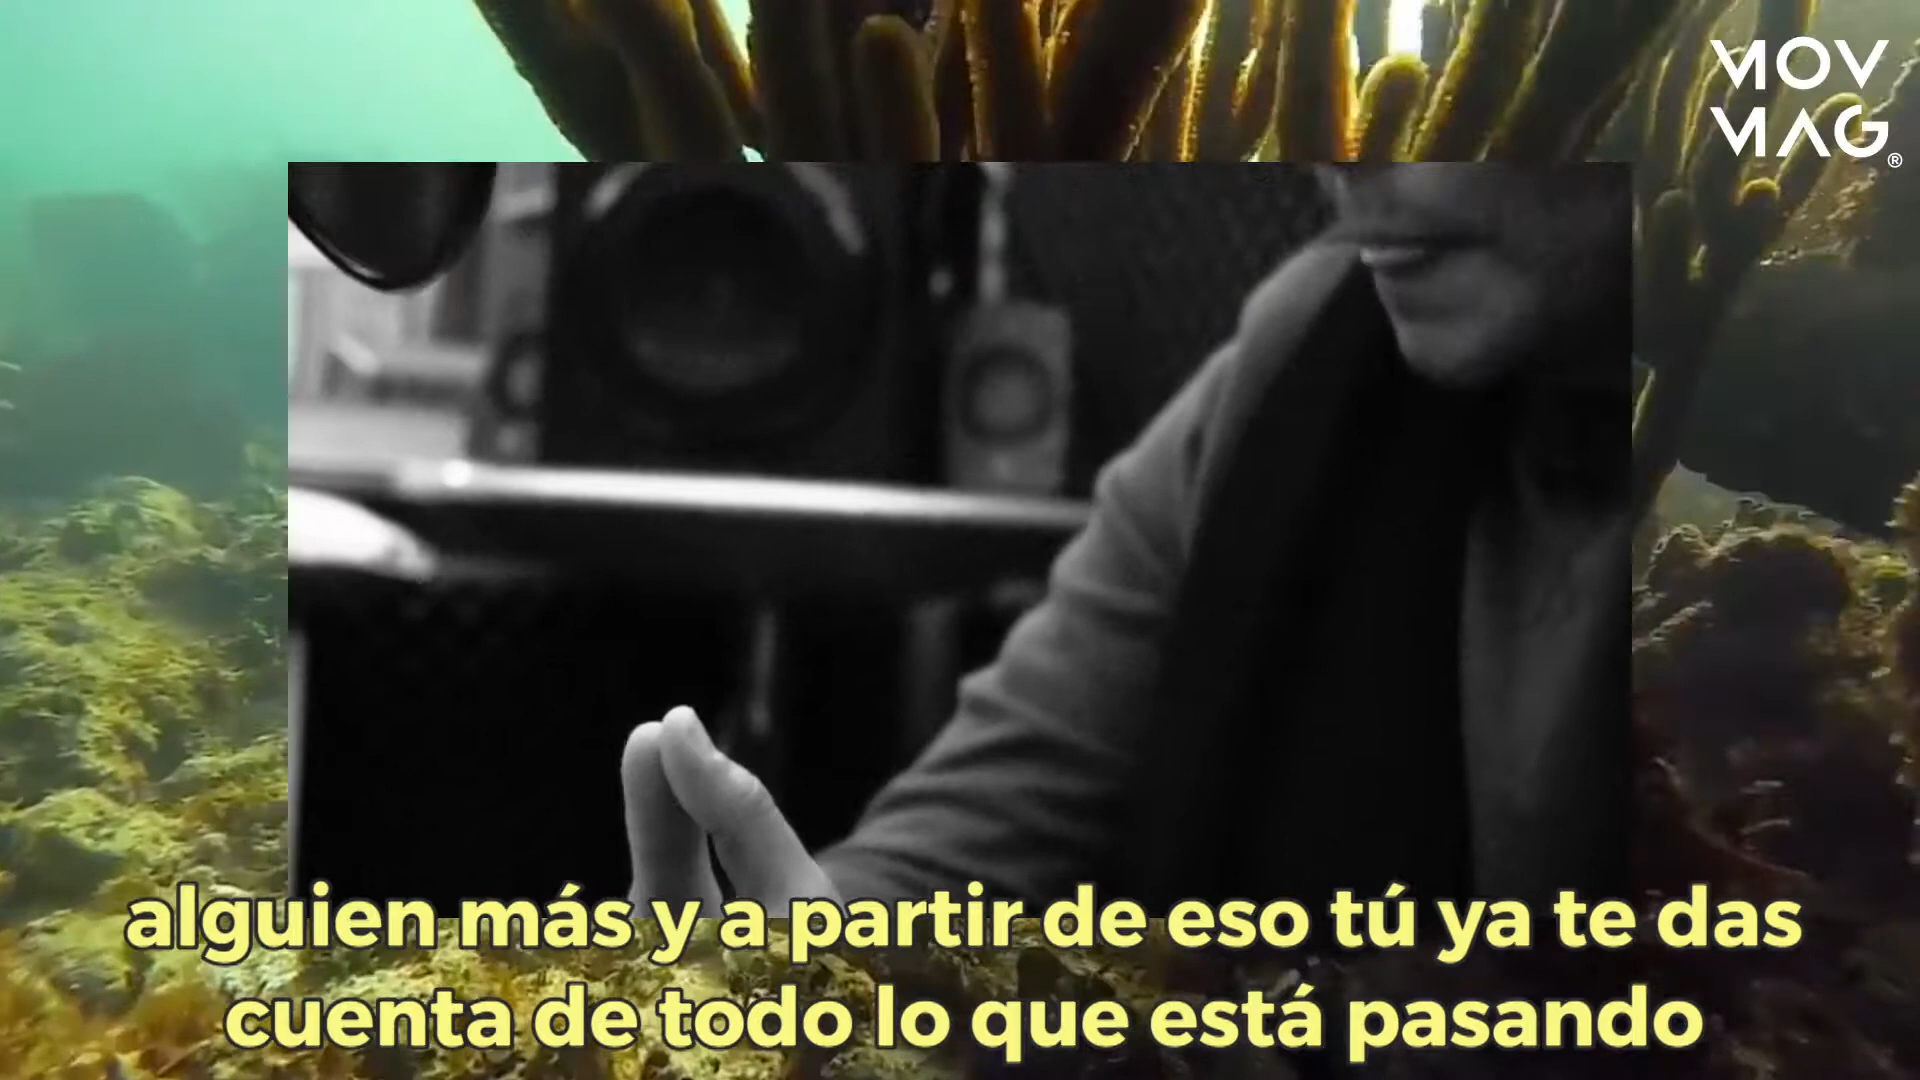 MOV
MAG®
alguien más y a partir de eso tú ya te das
cuenta de todo lo que está pasando